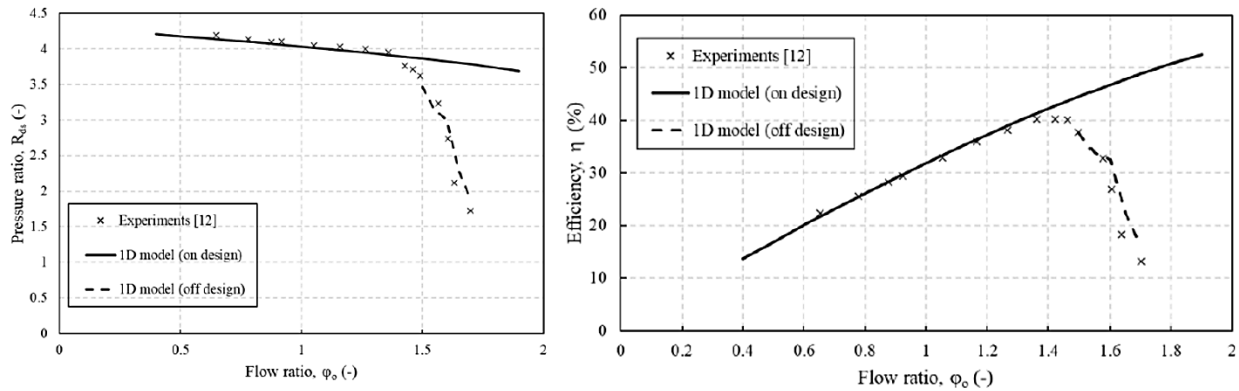 4.5
4
3.5
3
2.5
2
1.5
1
0.5
0
Pressure ratio, R_ds (-)
× Experiments [12]
1D model (on design)
1D model (off design)
0 0.5 1 1.5 2
Flow ratio, φ_o (-)
60
50
40
30
20
10
0
Efficiency, η (%)
× Experiments [12]
1D model (on design)
1D model (off design)
0 0.2 0.4 0.6 0.8 1 1.2 1.4 1.6 1.8 2
Flow ratio, φ_o (-)